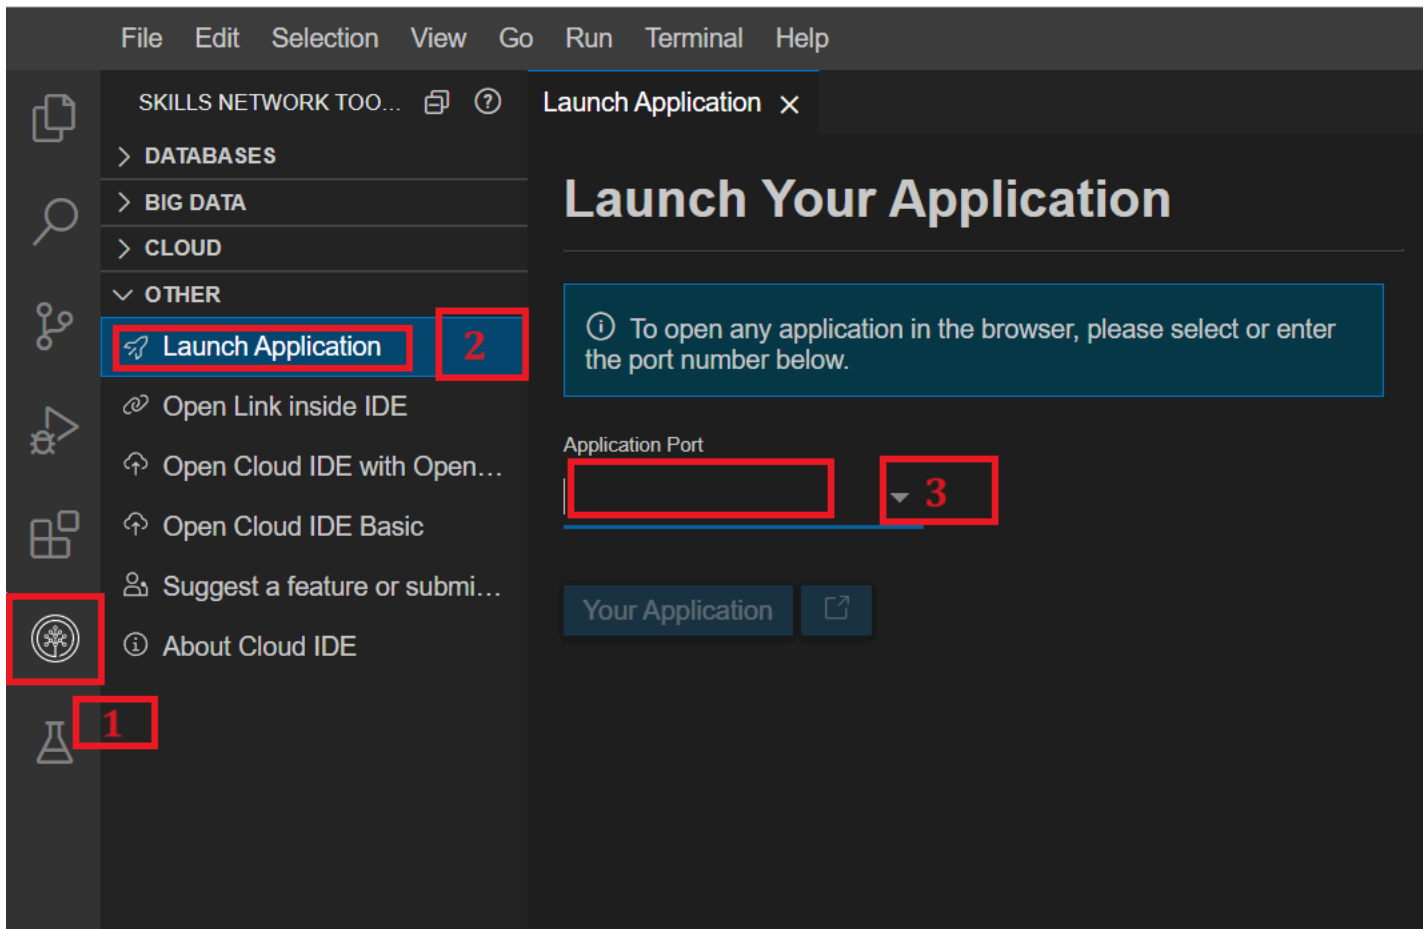 File Edit Selection View Go Run Terminal Help
SKILLS NETWORK TOO...
DATABASES
BIG DATA
CLOUD
OTHER
Launch Application 2
Open Link inside IDE
Open Cloud IDE with Open...
Open Cloud IDE Basic
Suggest a feature or submi...
About Cloud IDE
1
Launch Application
Launch Your Application
To open any application in the browser, please select or enter
the port number below.
Application Port
3
Your Application